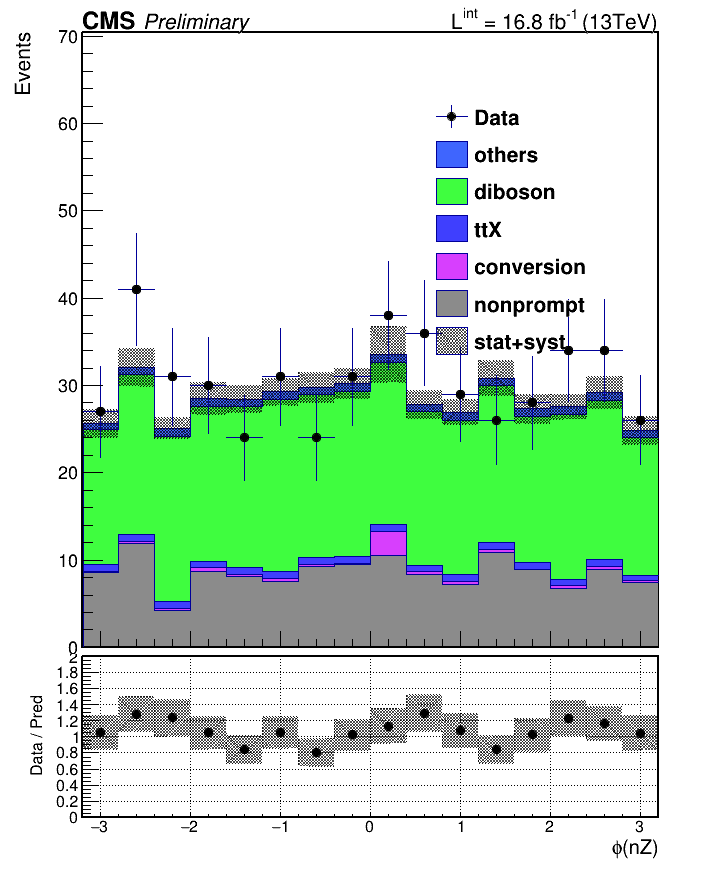 CMS Preliminary L^int = 16.8 fb^-1 (13TeV)
Events
70
60
50
40
30
20
10
0
Data
others
diboson
ttX
conversion
nonprompt
stat+syst
Data / Pred
2
1.8
1.6
1.4
1.2
1
0.8
0.6
0.4
0.2
0
−3 −2 −1 0 1 2 3
ϕ(nZ)